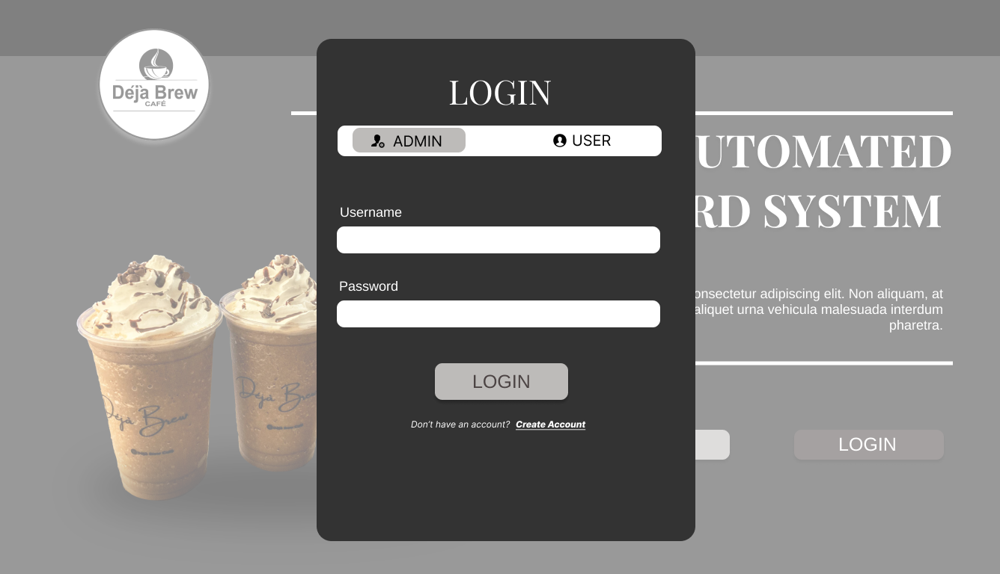 Déjà Brew
CAFÉ
LOGIN
ADMIN
USER
UTOMATED
RD SYSTEM
Username
Password
onsectetur adipiscing elit. Non aliquam, at
aliquet urna vehicula malesuada interdum
pharetra.
LOGIN
Don't have an account? Create Account
LOGIN
Déjà Brew
Déjà Brew